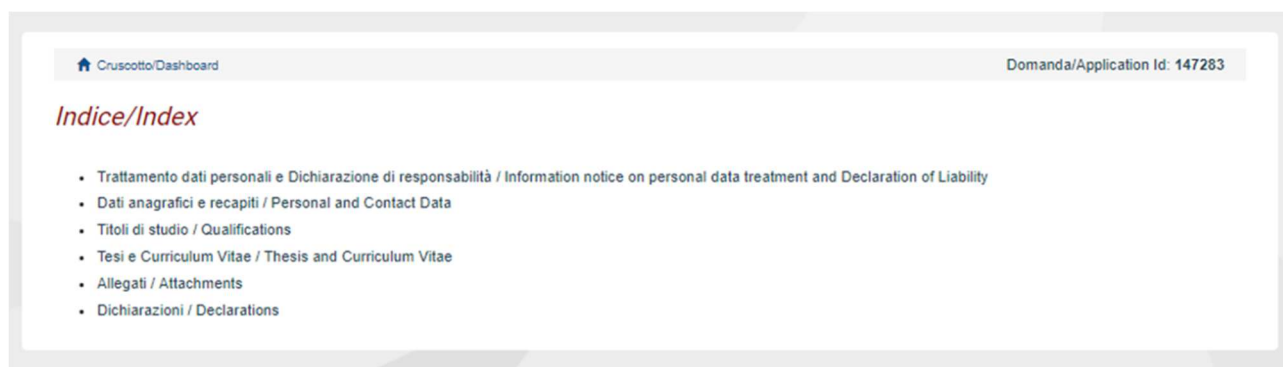 Cruscotto/Dashboard Domanda/Application Id: 147283
Indice/Index
Trattamento dati personali e Dichiarazione di responsabilità / Information notice on personal data treatment and Declaration of Liability
Dati anagrafici e recapiti / Personal and Contact Data
Titoli di studio / Qualifications
Tesi e Curriculum Vitae / Thesis and Curriculum Vitae
Allegati / Attachments
Dichiarazioni / Declarations